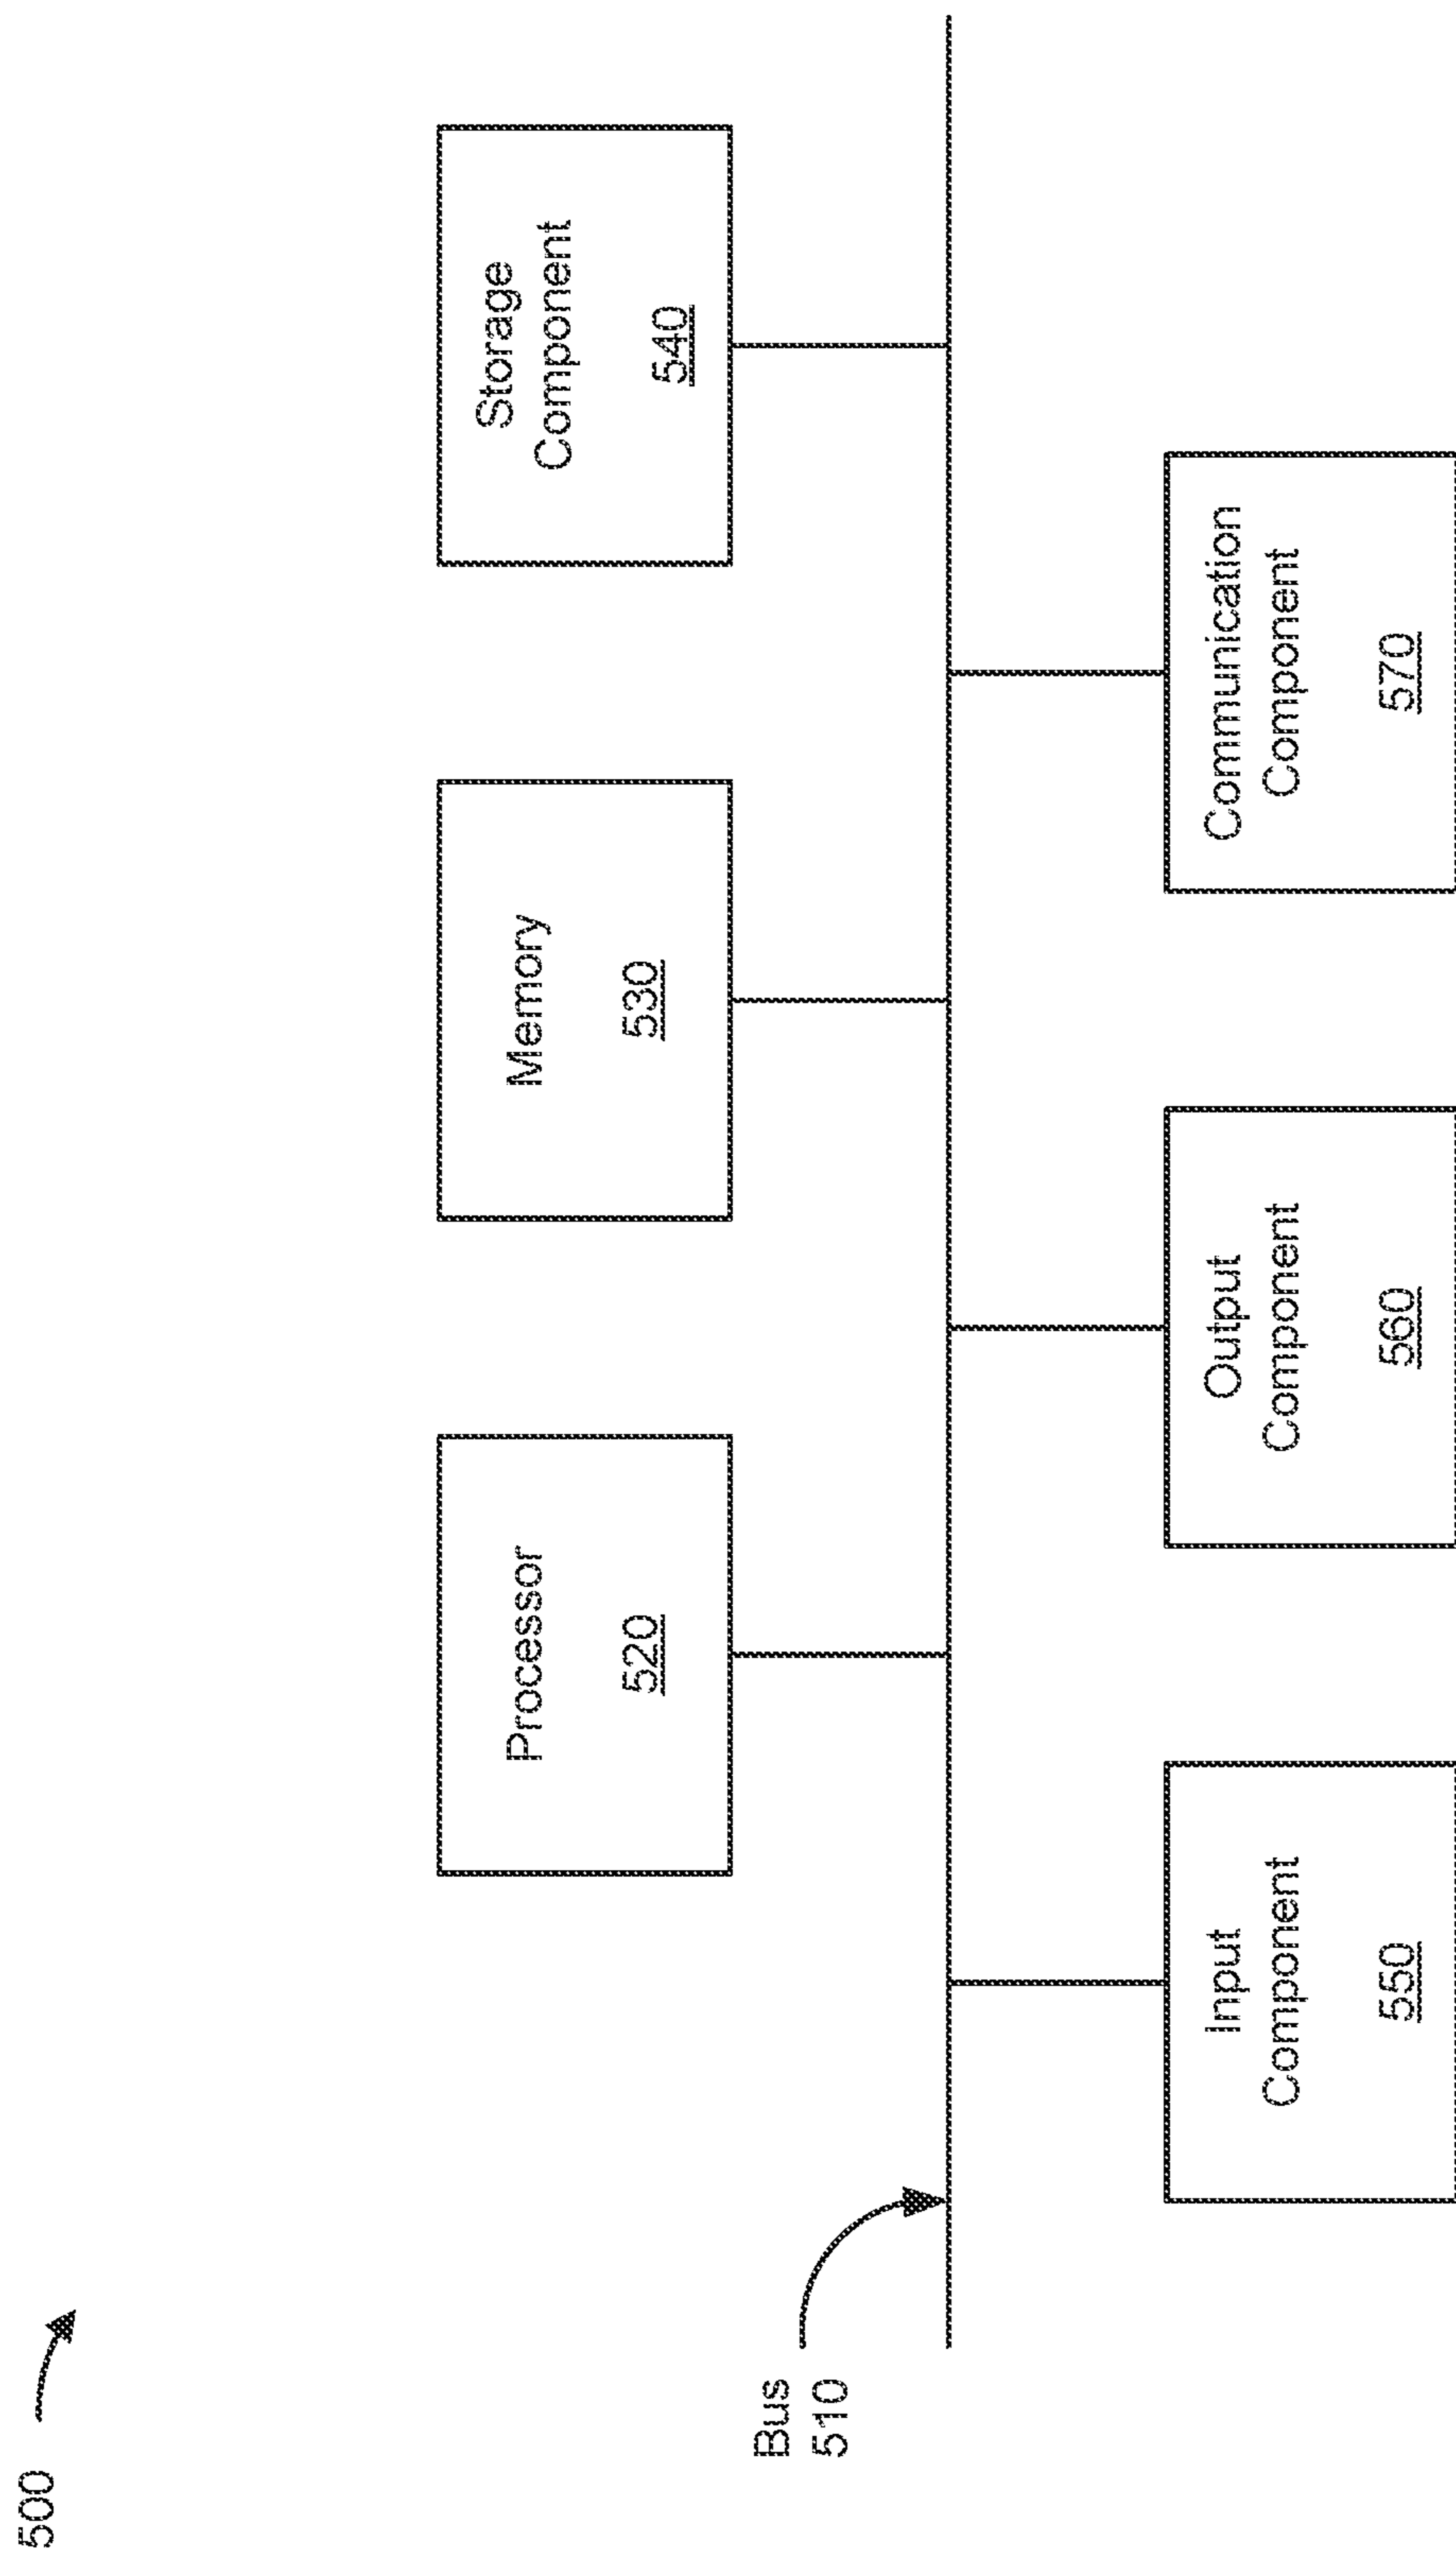 500
Processor
520
Memory
530
Storage
Component
540
Bus
510
Input
Component
550
Output
Component
560
Communication
Component
570